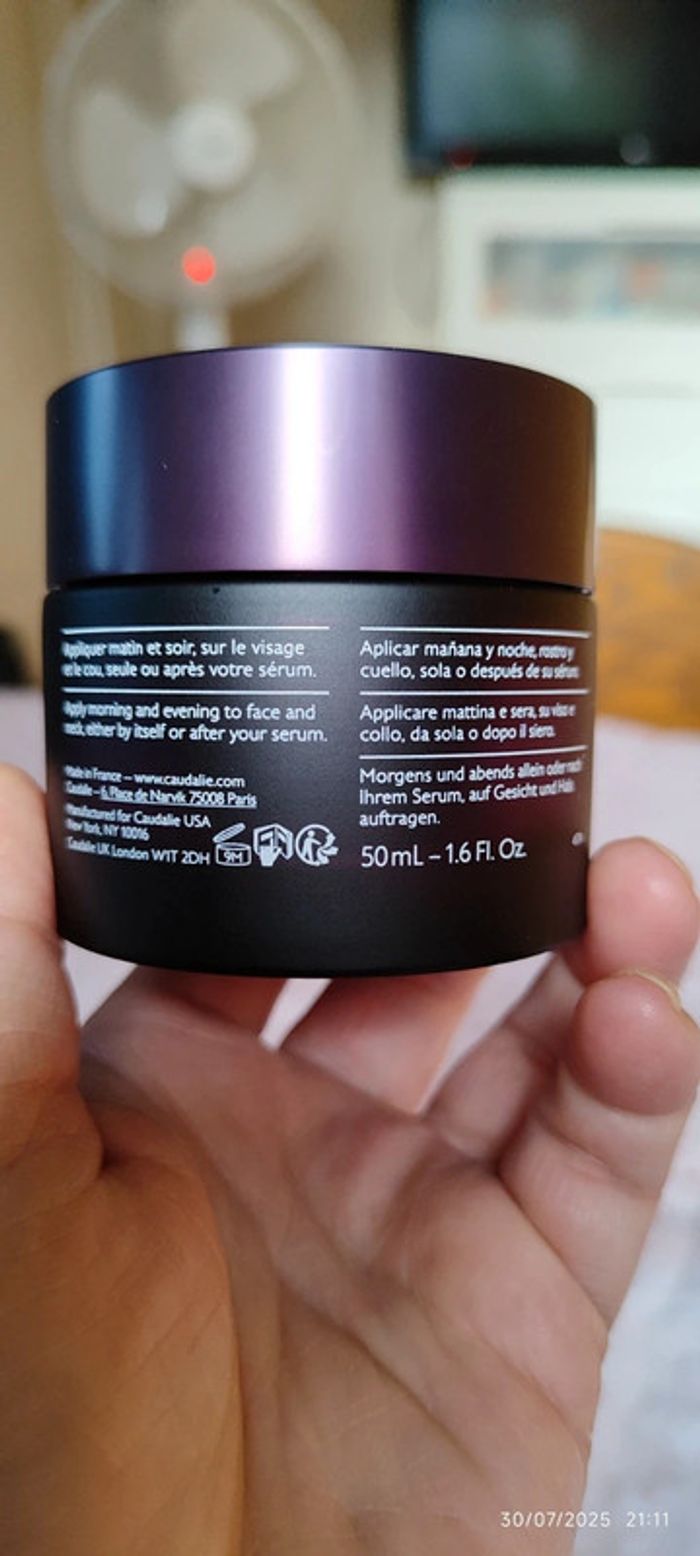 Appliquer matin et soir, sur le visage
et le cou, seule ou après votre sérum.
Apply morning and evening to face and
neck, either by itself or after your serum.
Made in France – www.caudalie.com
Caudalie – 6, Place de Narvik 75008 Paris
Manufactured for Caudalie USA
New York, NY 10016
Caudalie UK London W1T 2DH
9M
Aplicar mañana y noche, rostro y
cuello, sola o después de su sérum.
Applicare mattina e sera, su viso e
collo, da sola o dopo il siero.
Morgens und abends allein oder nach
Ihrem Serum, auf Gesicht und Hals
auftragen.
50 mL – 1.6 Fl. Oz.
30/07/2025 21:11